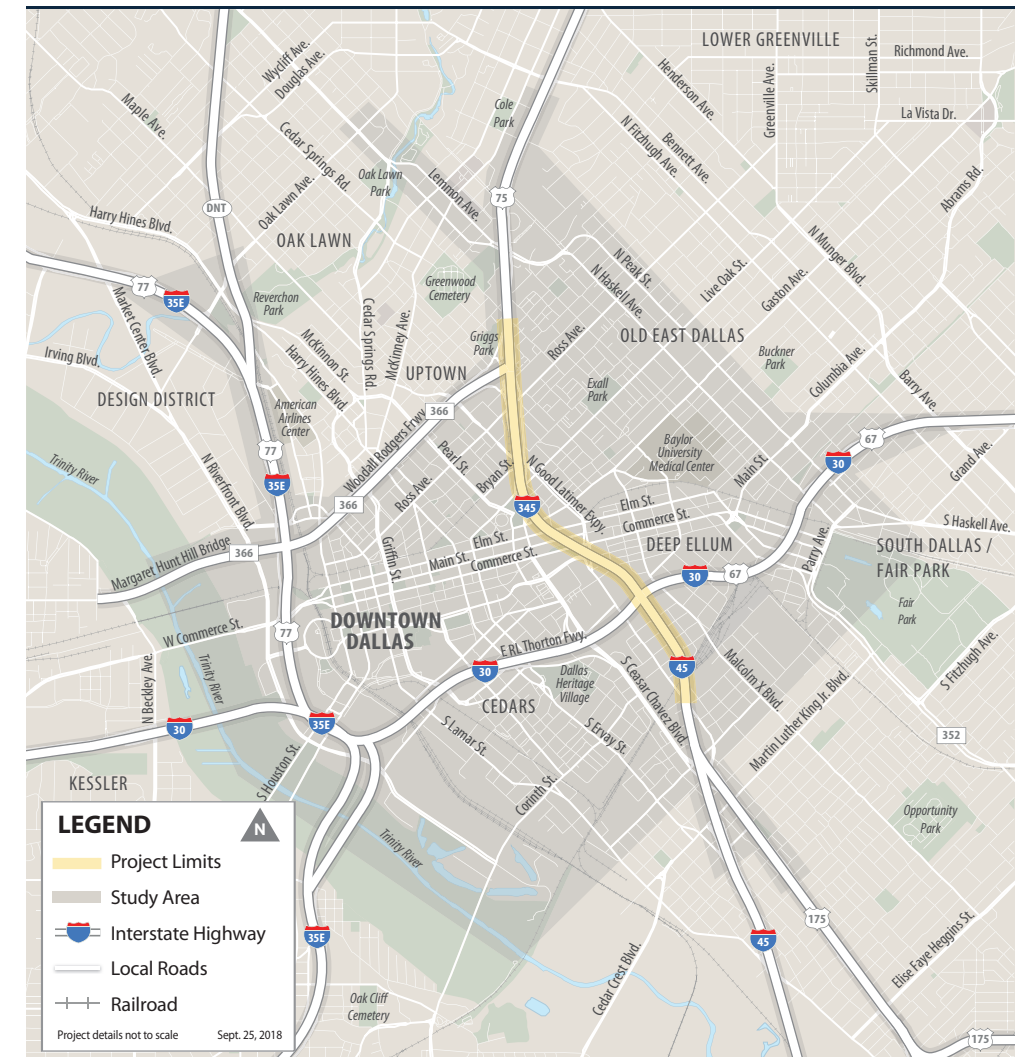 LOWER GREENVILLE
Skillman St.
Richmond Ave.
Wycliff Ave.
Douglas Ave.
Henderson Ave.
Greenville Ave.
Maple Ave.
Cole
Park
La Vista Dr.
N Fitzhugh Ave.
Bennett Ave.
Cedar Springs Rd.
Oak Lawn
Park
Lemmon Ave.
Abrams Rd.
Oak Lawn Ave.
75
DNT
Harry Hines Blvd.
OAK LAWN
N Peak St.
N Haskell Ave.
Live Oak St.
Gaston Ave.
N Munger Blvd.
77
35E
Greenwood
Cemetery
Reverchon
Park
Market Center Blvd.
Irving Blvd.
McKinnon St.
Harry Hines Blvd.
Cedar Springs Rd.
McKinney Ave.
Griggs
Park
Ross Ave.
OLD EAST DALLAS
Buckner
Park
Columbia Ave.
Barry Ave.
UPTOWN
Exall
Park
DESIGN DISTRICT
American
Airlines
Center
366
Woodall Rodgers Frwy.
67
30
Grand Ave.
77
35E
Pearl St.
Bryan St.
N Good Latimer Expy.
Baylor
University
Medical Center
Main St.
Trinity River
N Riverfront Blvd.
Ross Ave.
366
345
Elm St.
Commerce St.
S Haskell Ave.
Margaret Hunt Hill Bridge
366
Griffin St.
Elm St.
Main St.
Commerce St.
DEEP ELLUM
Parry Ave.
SOUTH DALLAS /
FAIR PARK
30
67
Fair
Park
W Commerce St.
77
DOWNTOWN
DALLAS
E RL Thorton Fwy.
30
45
N Beckley Ave.
Trinity River
Dallas
Heritage
Village
S Ceasar Chavez Blvd.
Malcolm X Blvd.
Martin Luther King Jr. Blvd.
S Fitzhugh Ave.
CEDARS
30
35E
S Lamar St.
S Ervay St.
352
S Houston St.
KESSLER
Corinth St.
Opportunity
Park
Trinity River
LEGEND
N
Project Limits
Study Area
Interstate Highway
Local Roads
Railroad
Project details not to scale
Sept. 25, 2018
35E
175
45
Elise Faye Heggins St.
Cedar Crest Blvd.
Oak Cliff
Cemetery
175